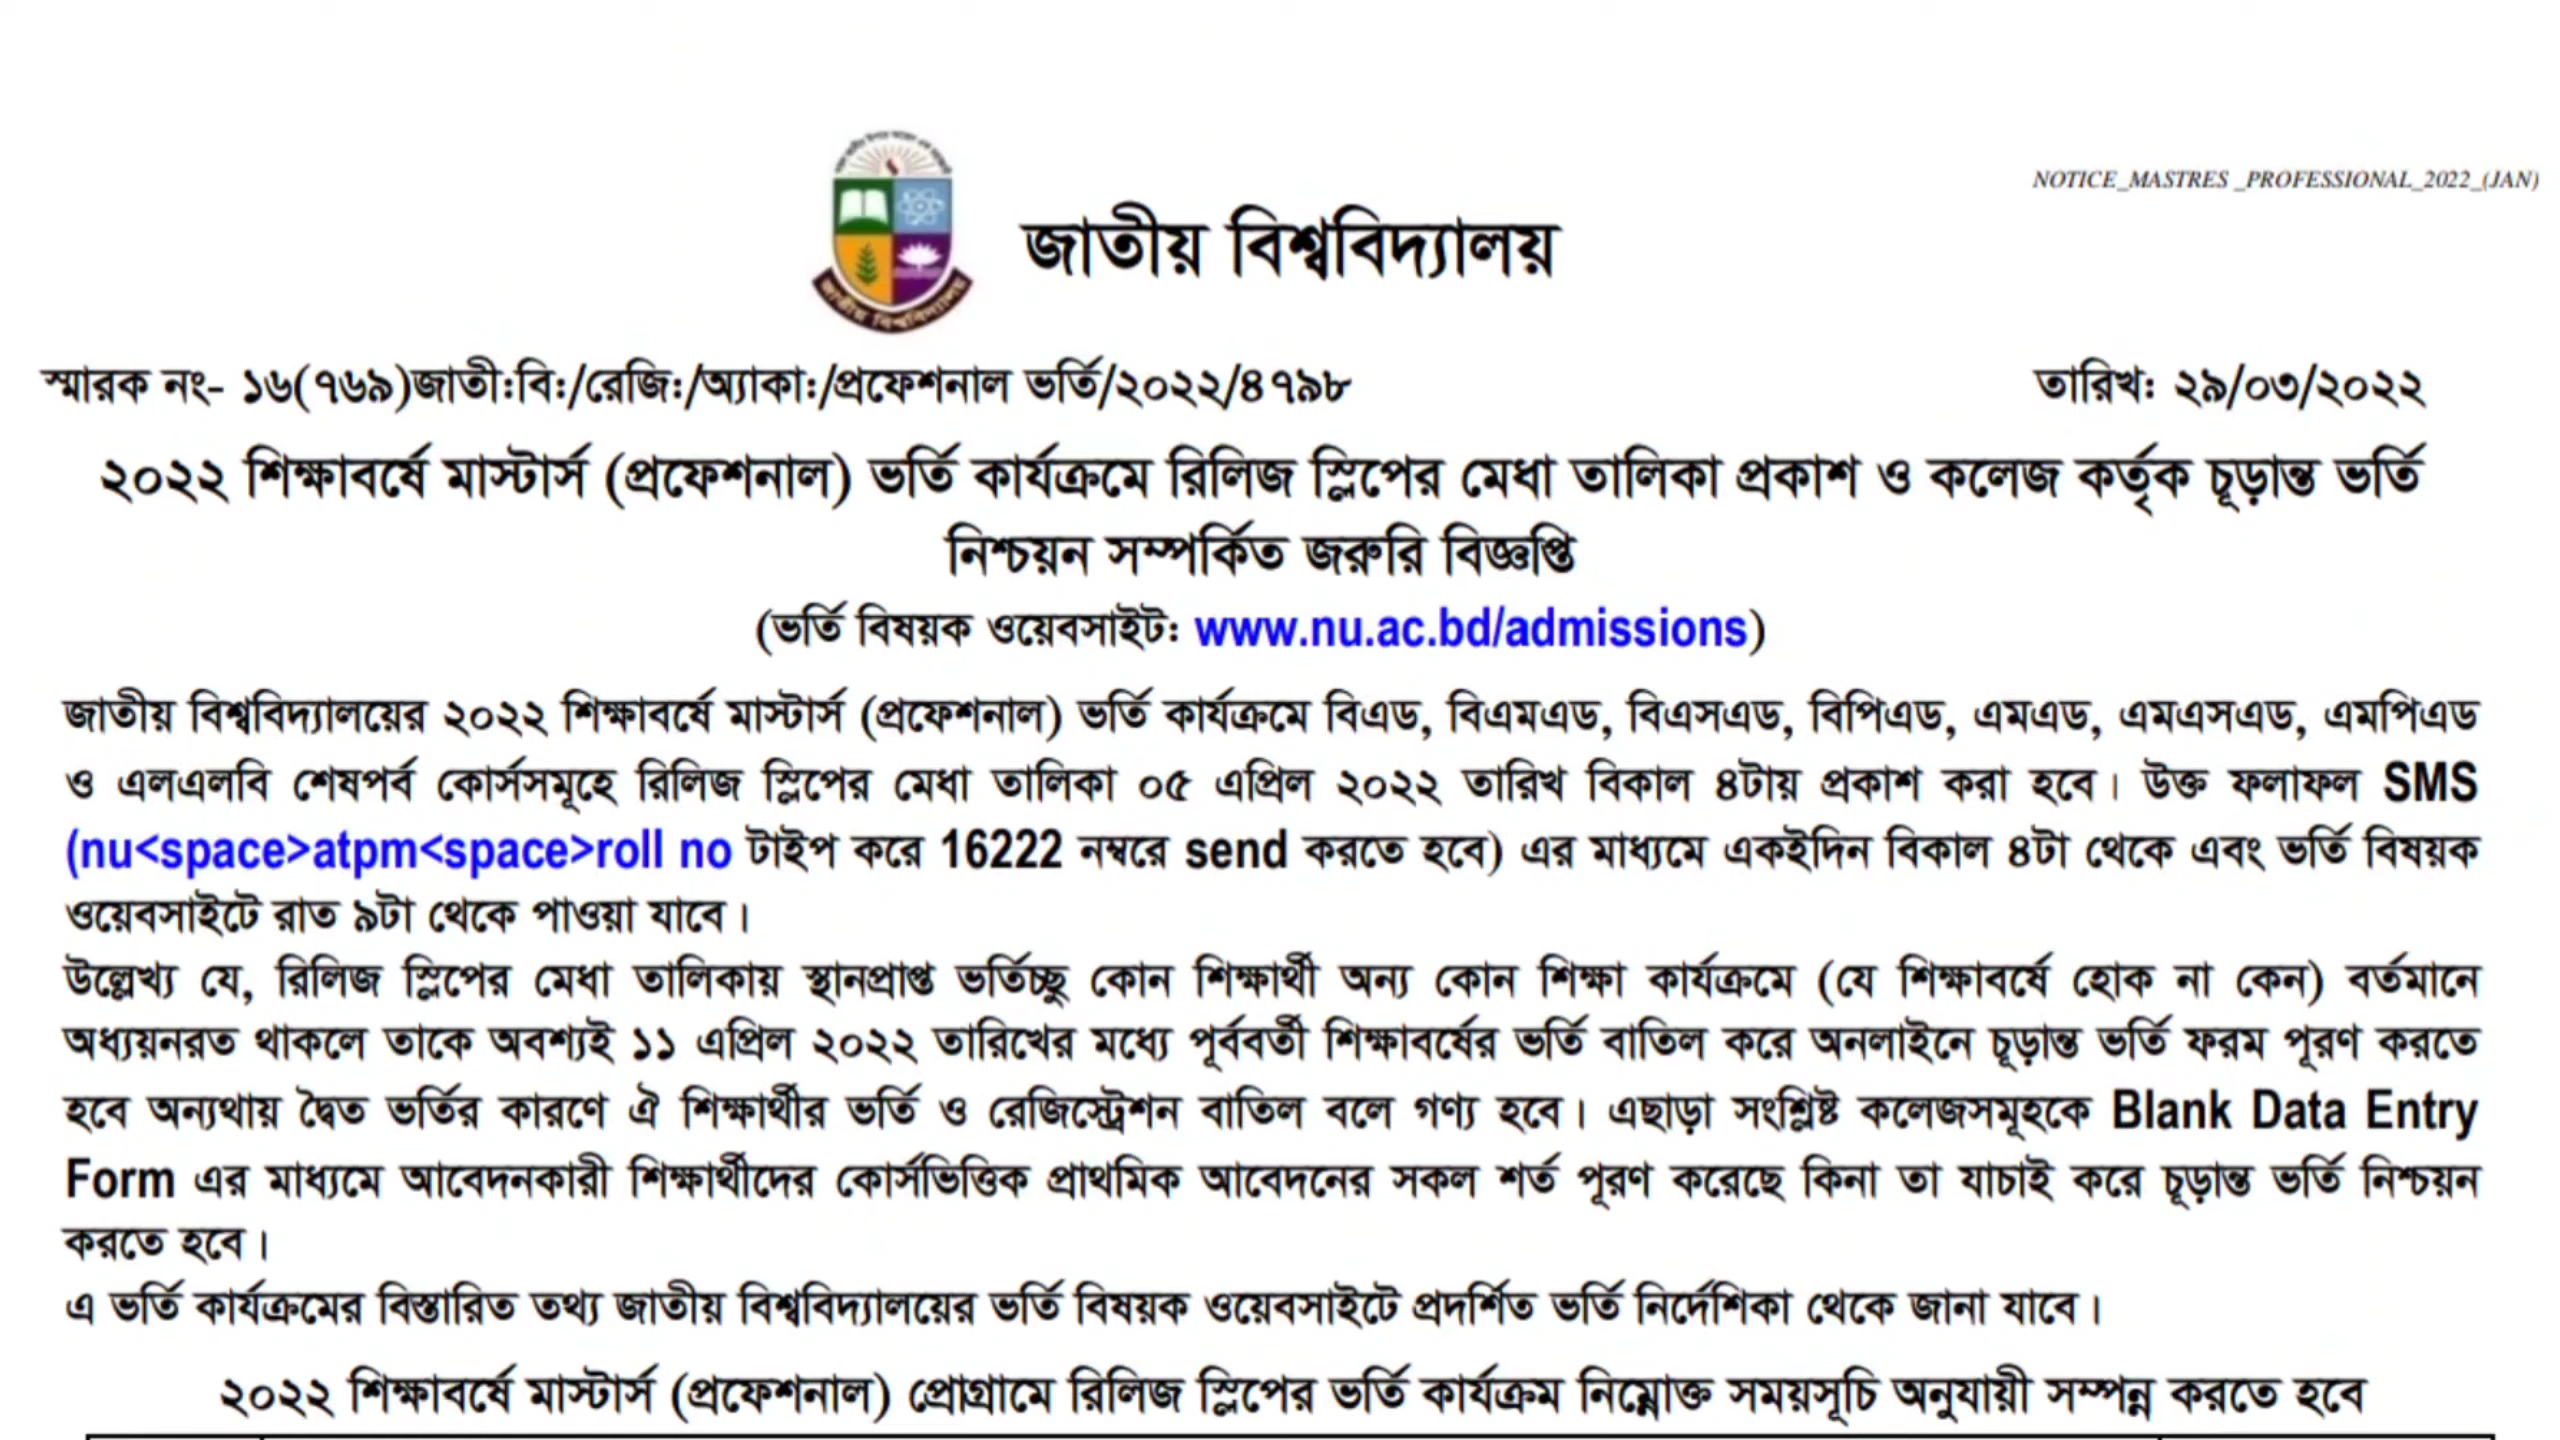 NOTICE_MASTRES _PROFESSIONAL_2022_(JAN)
জাতীয় বিশ্ববিদ্যালয়
জাতীয় বিশ্ববিদ্যালয়
স্মারক নং- ১৬(৭৬৯)জাতী:বি:/রেজি:/অ্যাকা:/প্রফেশনাল ভর্তি/২০২২/৪৭৯৮
তারিখ: ২৯/০৩/২০২২
২০২২ শিক্ষাবর্ষে মাস্টার্স (প্রফেশনাল) ভর্তি কার্যক্রমে রিলিজ স্লিপের মেধা তালিকা প্রকাশ ও কলেজ কর্তৃক চূড়ান্ত ভর্তি
নিশ্চয়ন সম্পর্কিত জরুরি বিজ্ঞপ্তি
(ভর্তি বিষয়ক ওয়েবসাইট: www.nu.ac.bd/admissions)
জাতীয় বিশ্ববিদ্যালয়ের ২০২২ শিক্ষাবর্ষে মাস্টার্স (প্রফেশনাল) ভর্তি কার্যক্রমে বিএড, বিএমএড, বিএসএড, বিপিএড, এমএড, এমএসএড, এমপিএড
ও এলএলবি শেষপর্ব কোর্সসমূহে রিলিজ স্লিপের মেধা তালিকা ০৫ এপ্রিল ২০২২ তারিখ বিকাল ৪টায় প্রকাশ করা হবে। উক্ত ফলাফল SMS
(nu<space>atpm<space>roll no টাইপ করে 16222 নম্বরে send করতে হবে) এর মাধ্যমে একইদিন বিকাল ৪টা থেকে এবং ভর্তি বিষয়ক
ওয়েবসাইটে রাত ৯টা থেকে পাওয়া যাবে।
উল্লেখ্য যে, রিলিজ স্লিপের মেধা তালিকায় স্থানপ্রাপ্ত ভর্তিচ্ছু কোন শিক্ষার্থী অন্য কোন শিক্ষা কার্যক্রমে (যে শিক্ষাবর্ষে হোক না কেন) বর্তমানে
অধ্যয়নরত থাকলে তাকে অবশ্যই ১১ এপ্রিল ২০২২ তারিখের মধ্যে পূর্ববর্তী শিক্ষাবর্ষের ভর্তি বাতিল করে অনলাইনে চূড়ান্ত ভর্তি ফরম পূরণ করতে
হবে অন্যথায় দ্বৈত ভর্তির কারণে ঐ শিক্ষার্থীর ভর্তি ও রেজিস্ট্রেশন বাতিল বলে গণ্য হবে। এছাড়া সংশ্লিষ্ট কলেজসমূহকে Blank Data Entry
Form এর মাধ্যমে আবেদনকারী শিক্ষার্থীদের কোর্সভিত্তিক প্রাথমিক আবেদনের সকল শর্ত পূরণ করেছে কিনা তা যাচাই করে চূড়ান্ত ভর্তি নিশ্চয়ন
করতে হবে।
এ ভর্তি কার্যক্রমের বিস্তারিত তথ্য জাতীয় বিশ্ববিদ্যালয়ের ভর্তি বিষয়ক ওয়েবসাইটে প্রদর্শিত ভর্তি নির্দেশিকা থেকে জানা যাবে।
২০২২ শিক্ষাবর্ষে মাস্টার্স (প্রফেশনাল) প্রোগ্রামে রিলিজ স্লিপের ভর্তি কার্যক্রম নিম্নোক্ত সময়সূচি অনুযায়ী সম্পন্ন করতে হবে